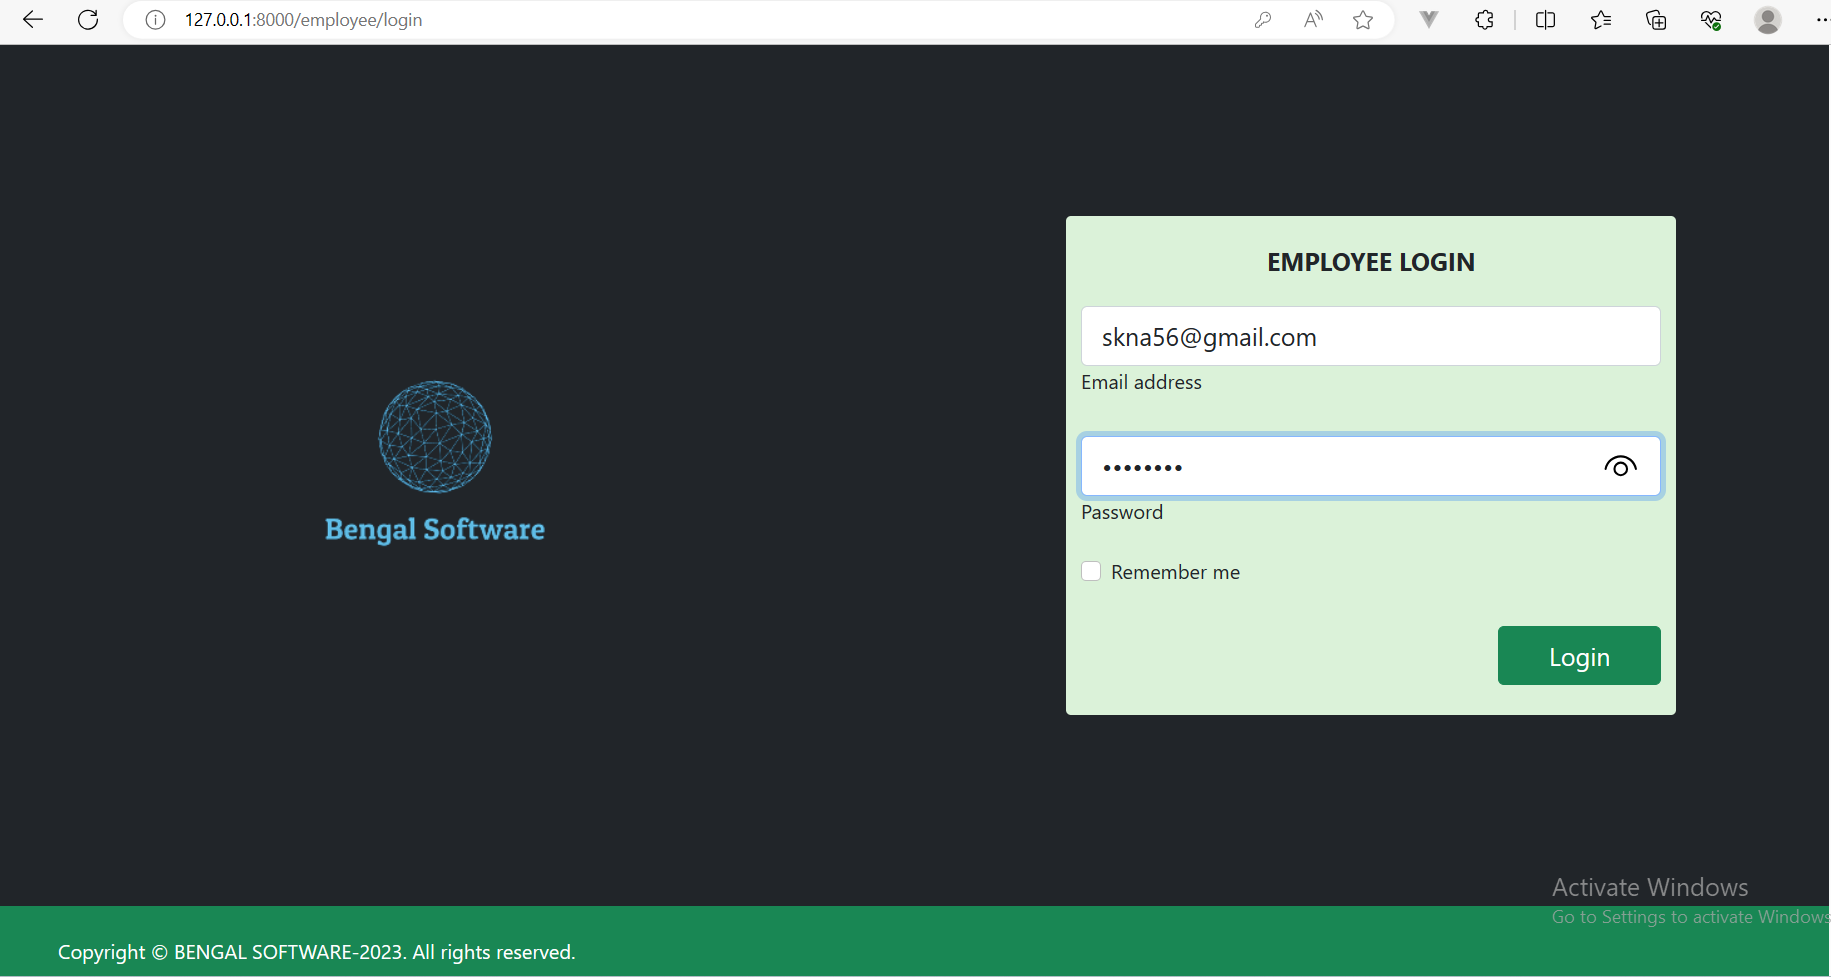 127.0.0.1:8000/employee/login
EMPLOYEE LOGIN
skna56@gmail.com
Email address
••••••••
Password
Remember me
Login
Bengal Software
Activate Windows
Go to Settings to activate Windows
Copyright © BENGAL SOFTWARE-2023. All rights reserved.